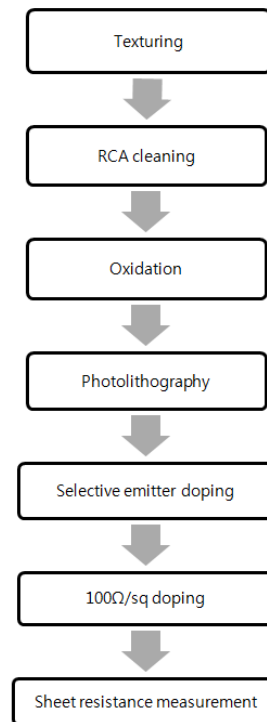 Texturing
RCA cleaning
Oxidation
Photolithography
Selective emitter doping
100Ω/sq doping
Sheet resistance measurement